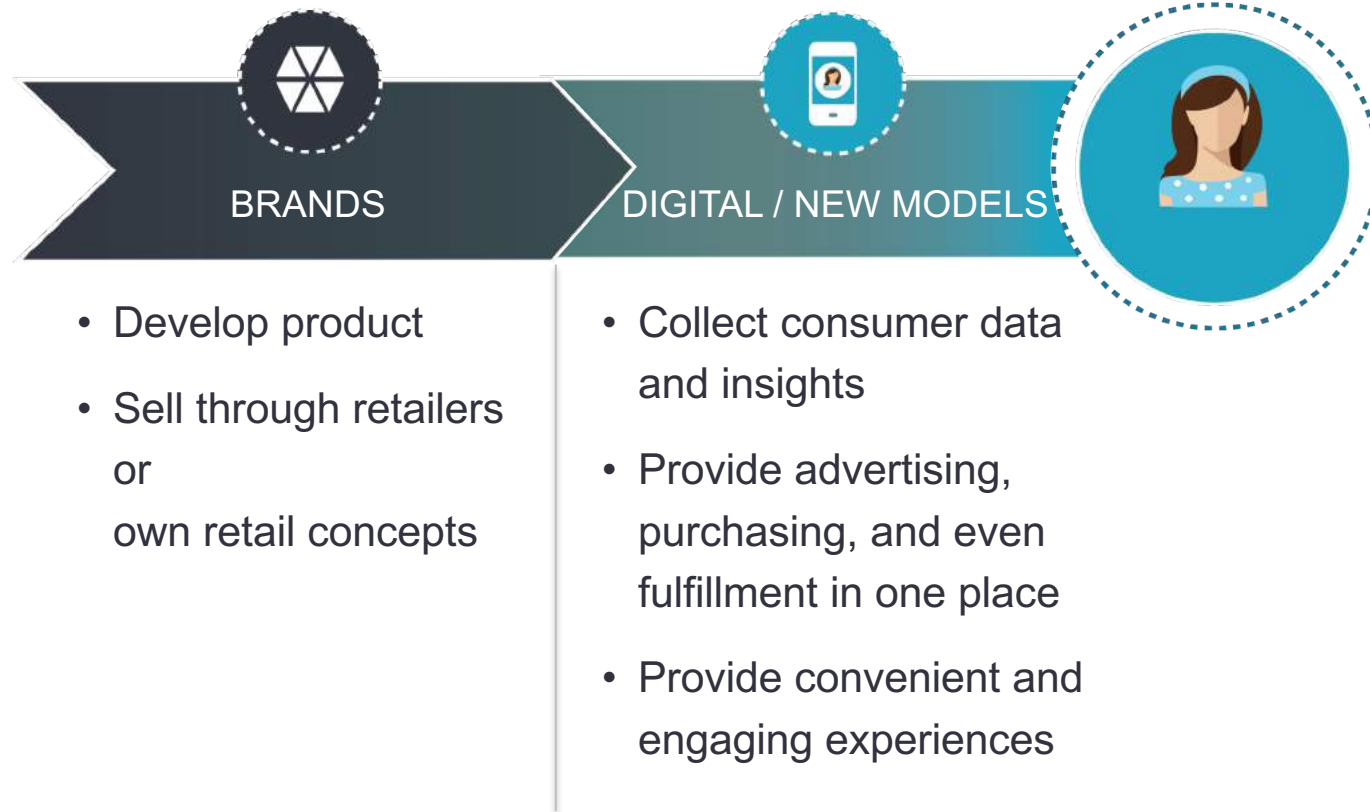 BRANDS
DIGITAL / NEW MODELS
• Develop product
• Sell through retailers
or
own retail concepts
• Collect consumer data
and insights
• Provide advertising,
purchasing, and even
fulfillment in one place
• Provide convenient and
engaging experiences